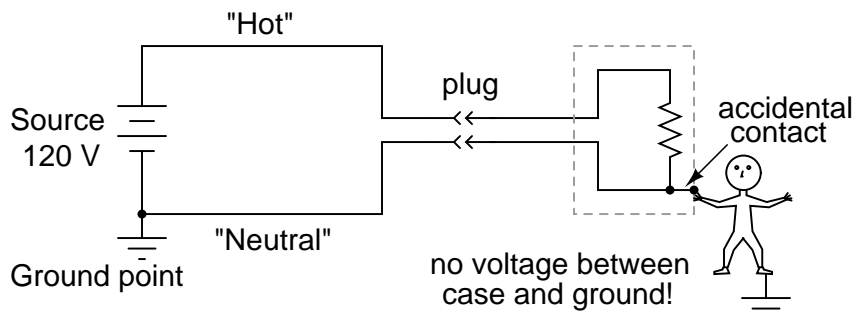 "Hot"
plug
Source
120 V
accidental
contact
"Neutral"
Ground point
no voltage between
case and ground!